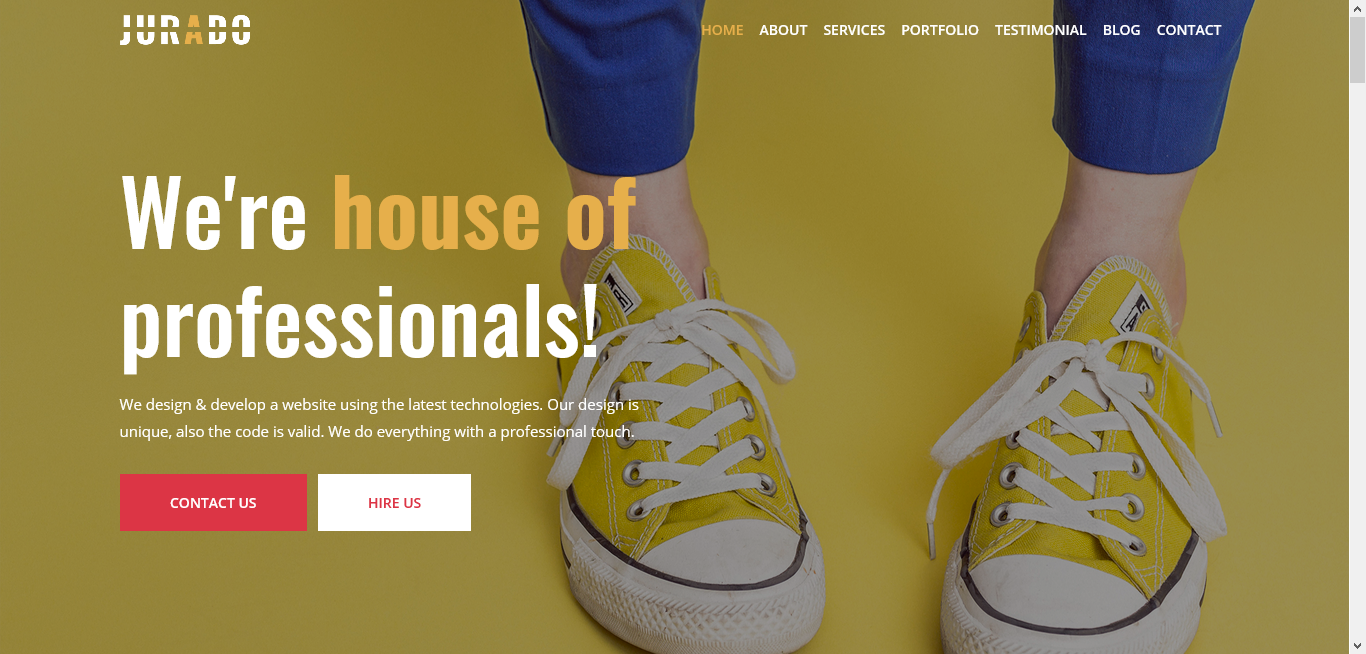 JURADO
HOME ABOUT SERVICES PORTFOLIO TESTIMONIAL BLOG CONTACT
We're house of
professionals!
We design & develop a website using the latest technologies. Our design is
unique, also the code is valid. We do everything with a professional touch.
CONTACT US HIRE US